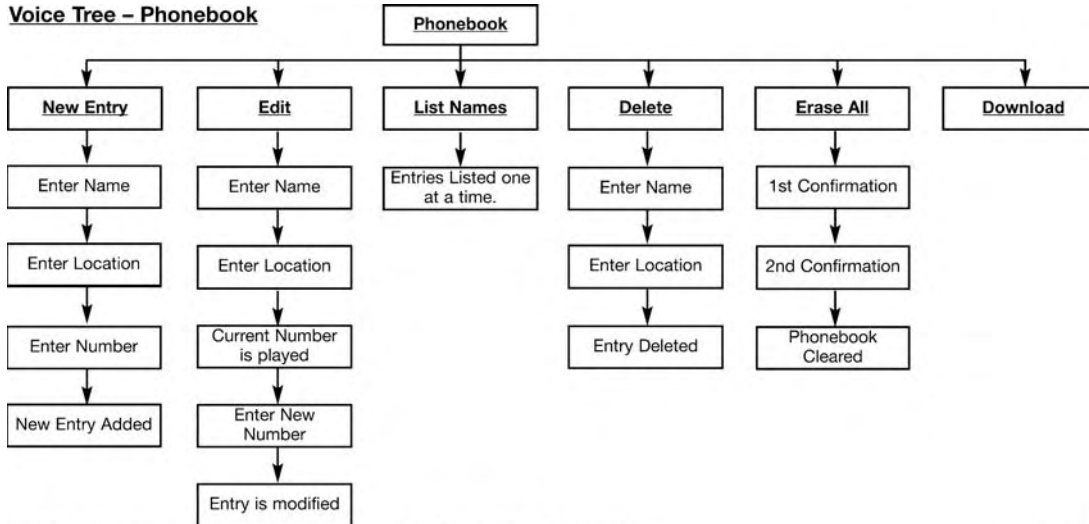 Voice Tree – Phonebook
Phonebook
New Entry
Edit
List Names
Delete
Erase All
Download
Enter Name
Enter Name
Entries Listed one
at a time.
Enter Name
1st Confirmation
Enter Location
Enter Location
Enter Location
2nd Confirmation
Enter Number
Current Number
is played
Entry Deleted
Phonebook
Cleared
New Entry Added
Enter New
Number
Entry is modified